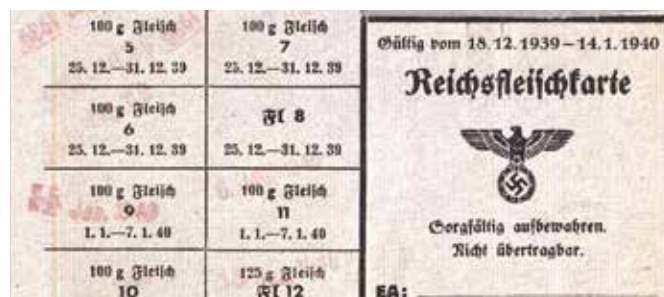 100 g Fleisch
5
25. 12.—31. 12. 39
100 g Fleisch
7
25. 12.—31. 12. 39
100 g Fleisch
6
25. 12.—31. 12. 39
Fl 8
25. 12.—31. 12. 39
100 g Fleisch
9
1. 1.—7. 1. 40
100 g Fleisch
11
1. 1.—7. 1. 40
100 g Fleisch
10
125 g Fleisch
Fl 12
Gültig vom 18.12.1939–14.1.1940
Reichsfleischkarte
Sorgfältig aufbewahren.
Nicht übertragbar.
EA: